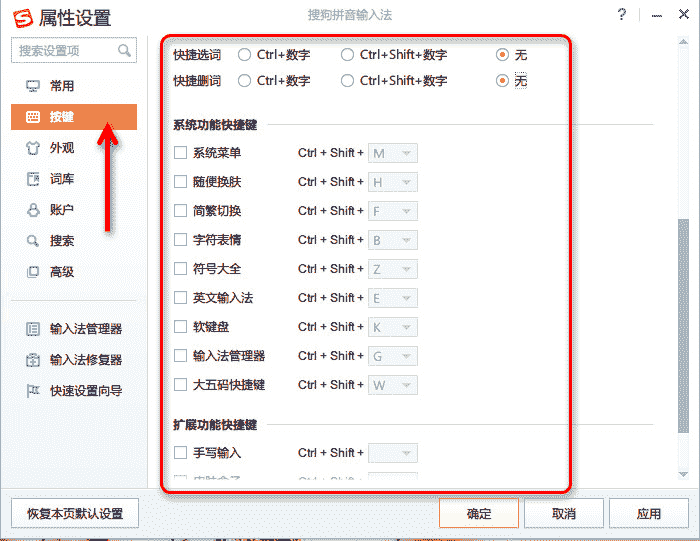 属性设置
搜狗拼音输入法
搜索设置项
常用
按键
外观
词库
账户
搜索
高级
输入法管理器
输入法修复器
快速设置向导
快捷选词 Ctrl+数字 Ctrl+Shift+数字 无
快捷删词 Ctrl+数字 Ctrl+Shift+数字 无
系统功能快捷键
系统菜单 Ctrl + Shift + M
随便换肤 Ctrl + Shift + H
简繁切换 Ctrl + Shift + F
字符表情 Ctrl + Shift + B
符号大全 Ctrl + Shift + Z
英文输入法 Ctrl + Shift + E
软键盘 Ctrl + Shift + K
输入法管理器 Ctrl + Shift + G
大五码快捷键 Ctrl + Shift + W
扩展功能快捷键
手写输入 Ctrl + Shift +
恢复本页默认设置 确定 取消 应用